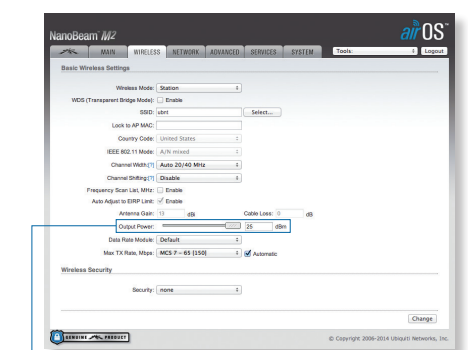 NanoBeam M2 airOS
MAIN WIRELESS NETWORK ADVANCED SERVICES SYSTEM Tools: Logout
Basic Wireless Settings
Wireless Mode: Station
WDS (Transparent Bridge Mode): Enable
SSID: ubnt Select...
Lock to AP MAC:
Country Code: United States
IEEE 802.11 Mode: A/N mixed
Channel Width:[?] Auto 20/40 MHz
Channel Shifting:[?] Disable
Frequency Scan List, MHz: Enable
Auto Adjust to EIRP Limit: Enable
Antenna Gain: 13 dBi Cable Loss: 0 dB
Output Power: 25 dBm
Data Rate Module: Default
Max TX Rate, Mbps: MCS 7 - 65 [150] Automatic
Wireless Security
Security: none
Change
GENUINE PRODUCT © Copyright 2006-2014 Ubiquiti Networks, Inc.